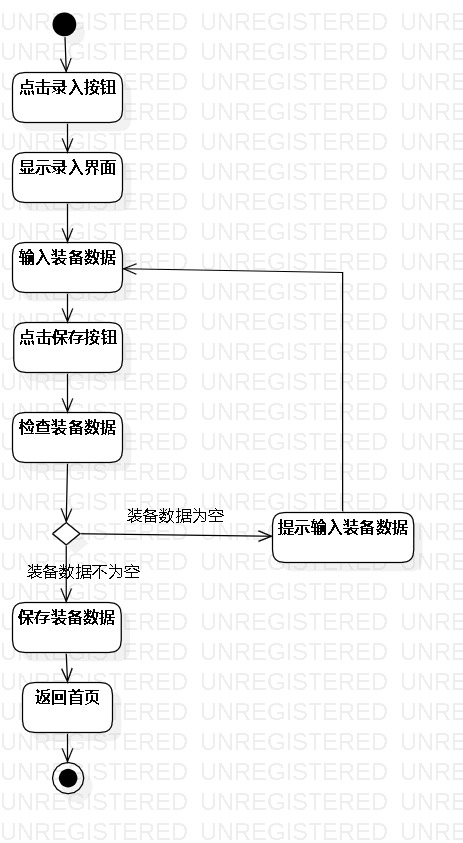 点击录入按钮
显示录入界面
输入装备数据
点击保存按钮
检查装备数据
装备数据为空
提示输入装备数据
装备数据不为空
保存装备数据
返回首页
UNREGISTERED